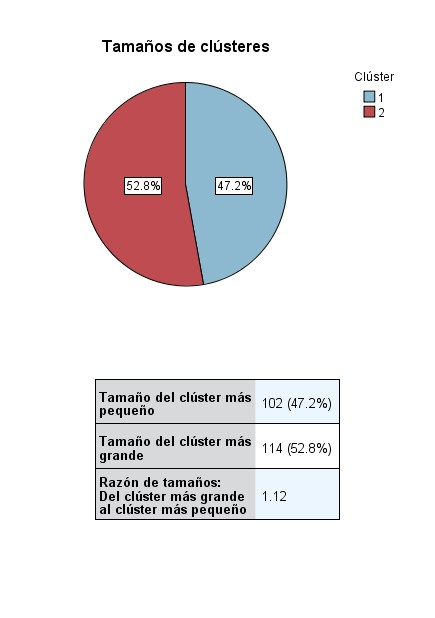 Tamaños de clústeres
Clúster
1
2
52.8%
47.2%
Tamaño del clúster más
pequeño
102 (47.2%)
Tamaño del clúster más
grande
114 (52.8%)
Razón de tamaños:
Del clúster más grande
al clúster más pequeño
1.12